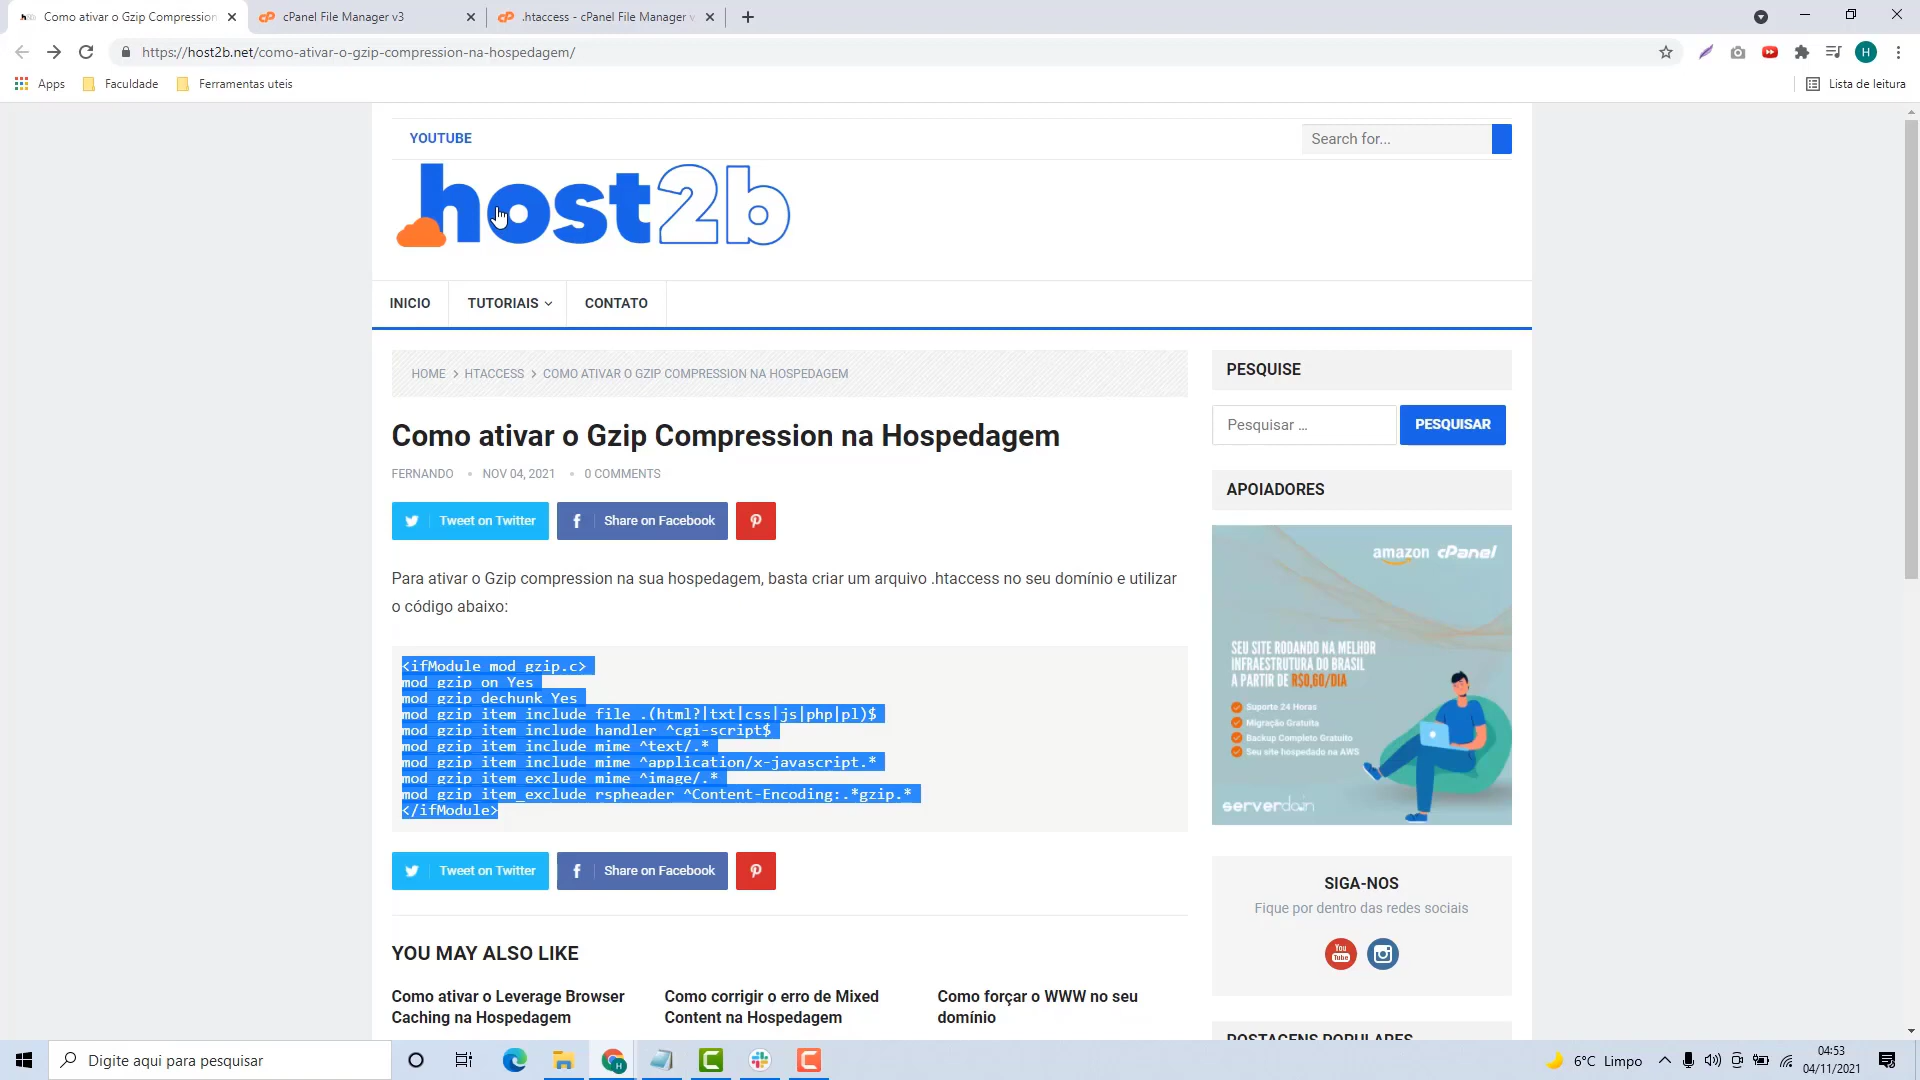 Como ativar o Gzip Compression
cPanel File Manager v3
.htaccess - cPanel File Manager v
https://host2b.net/como-ativar-o-gzip-compression-na-hospedagem/
H
Apps
Faculdade
Ferramentas uteis
Lista de leitura
YOUTUBE
Search for...
host2b
INICIO
TUTORIAIS
CONTATO
HOME > HTACCESS > COMO ATIVAR O GZIP COMPRESSION NA HOSPEDAGEM
Como ativar o Gzip Compression na Hospedagem
FERNANDO • NOV 04, 2021 • 0 COMMENTS
Tweet on Twitter
Share on Facebook
Para ativar o Gzip compression na sua hospedagem, basta criar um arquivo .htaccess no seu domínio e utilizar
o código abaixo:
<ifModule mod_gzip.c>
mod_gzip_on Yes
mod_gzip_dechunk Yes
mod_gzip_item_include file .(html?|txt|css|js|php|pl)$
mod_gzip_item_include handler ^cgi-script$
mod_gzip_item_include mime ^text/.*
mod_gzip_item_include mime ^application/x-javascript.*
mod_gzip_item_exclude mime ^image/.*
mod_gzip_item_exclude rspheader ^Content-Encoding:.*gzip.*
</ifModule>
Tweet on Twitter
Share on Facebook
YOU MAY ALSO LIKE
Como ativar o Leverage Browser
Caching na Hospedagem
Como corrigir o erro de Mixed
Content na Hospedagem
Como forçar o WWW no seu
domínio
PESQUISE
Pesquisar …
PESQUISAR
APOIADORES
amazon cPanel
SEU SITE RODANDO NA MELHOR
INFRAESTRUTURA DO BRASIL
A PARTIR DE R$0,60/DIA
Suporte 24 Horas
Migração Gratuita
Backup Completo Gratuito
Seu site hospedado na AWS
serverdoin
SIGA-NOS
Fique por dentro das redes sociais
You
Tube
POSTAGENS POPULARES
Digite aqui para pesquisar
6°C Limpo
04:53
04/11/2021